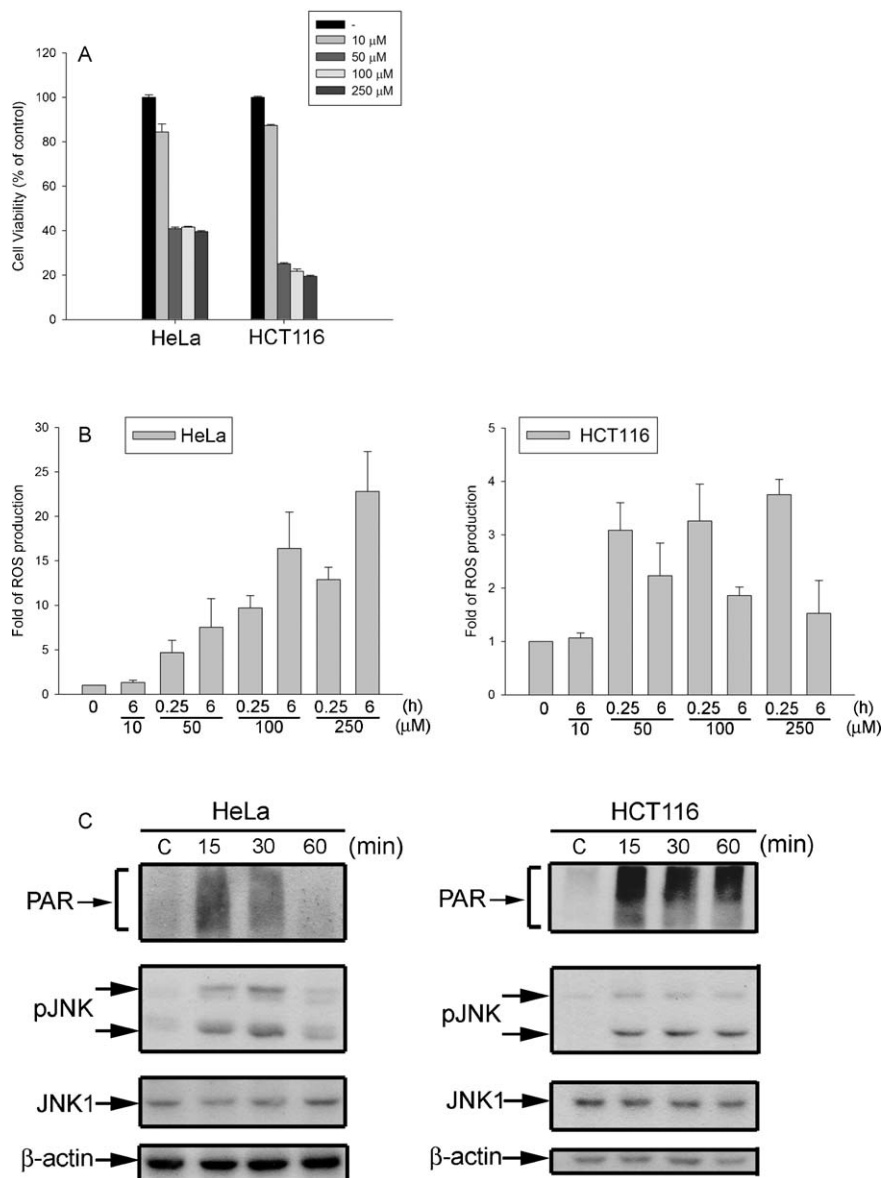 A
-
10 μM
50 μM
100 μM
250 μM
Cell Viability (% of control)
120
100
80
60
40
20
0
HeLa HCT116
B
HeLa
Fold of ROS production
30
25
20
15
10
5
0
0 6 0.25 6 0.25 6 0.25 6 (h)
10 50 100 250 (μM)
HCT116
Fold of ROS production
5
4
3
2
1
0
0 6 0.25 6 0.25 6 0.25 6 (h)
10 50 100 250 (μM)
C
HeLa
C 15 30 60 (min)
PAR
pJNK
JNK1
β-actin
HCT116
C 15 30 60 (min)
PAR
pJNK
JNK1
β-actin